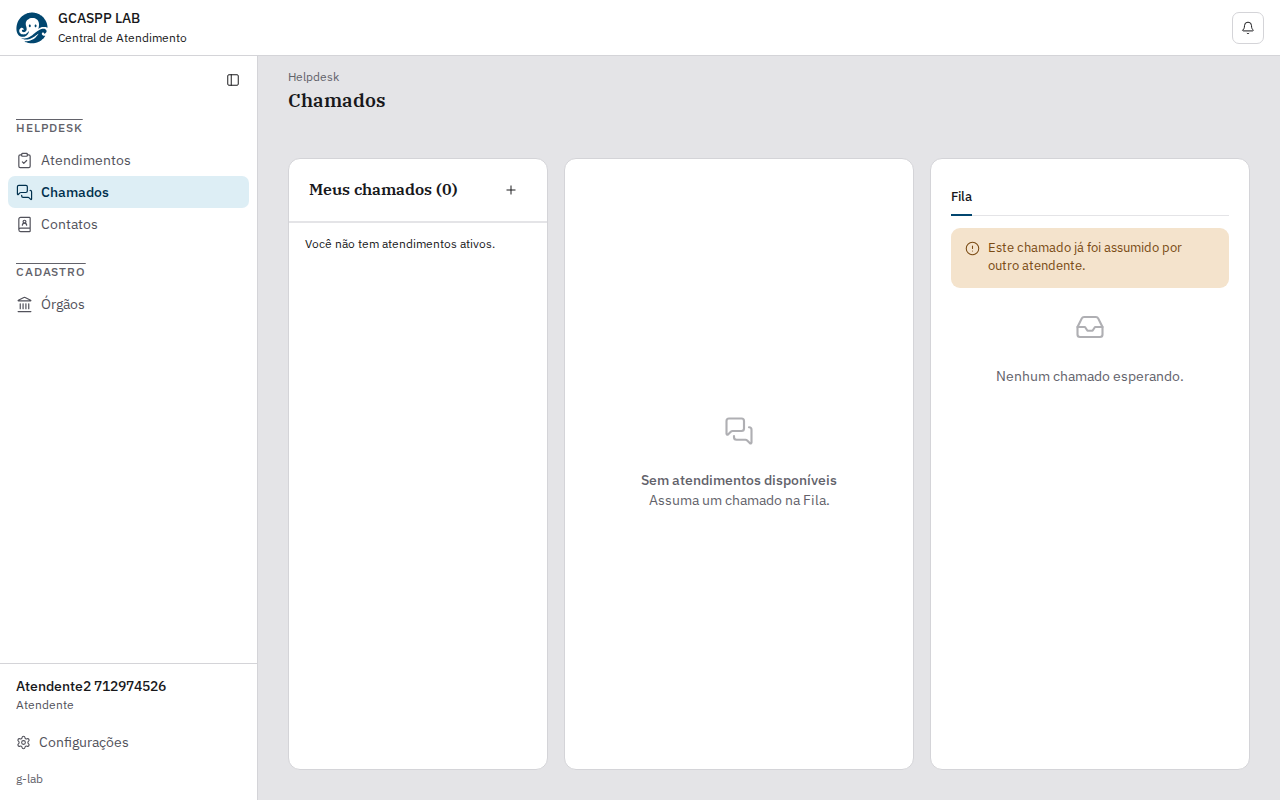 GCASPP LAB
Central de Atendimento
HELPDESK
Atendimentos
Chamados
Contatos
CADASTRO
Órgãos
Atendente2 712974526
Atendente
Configurações
g-lab
Helpdesk
Chamados
Meus chamados (0)
Você não tem atendimentos ativos.
Sem atendimentos disponíveis
Assuma um chamado na Fila.
Fila
Este chamado já foi assumido por
outro atendente.
Nenhum chamado esperando.